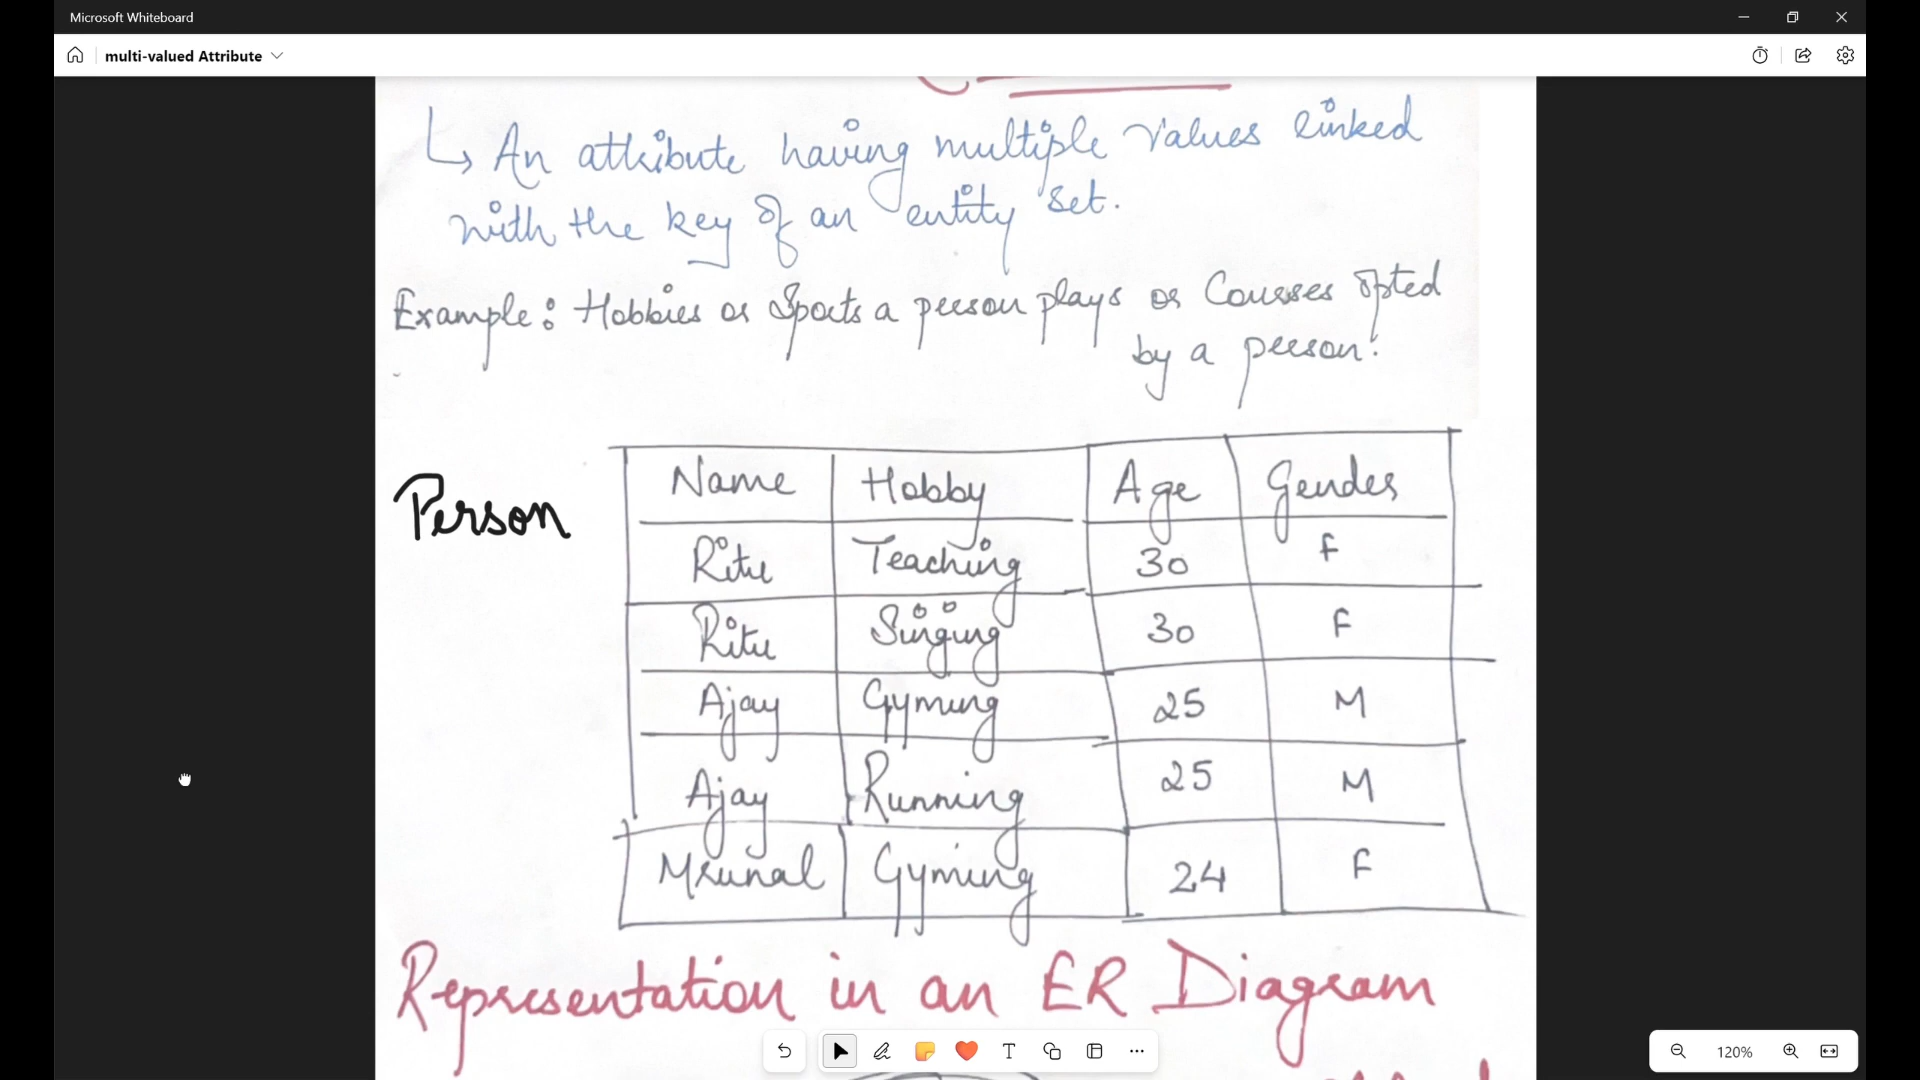 Microsoft Whiteboard
multi-valued Attribute
An attribute having multiple values linked
with the key of an entity set.
Example: Hobbies or Sports a person plays or Courses opted
by a person.
Person
Name Hobby Age Gender
Ritu Teaching 30 F
Ritu Singing 30 F
Ajay Gyming 25 M
Ajay Running 25 M
Mrunal Gyming 24 F
Representation in an ER Diagram
120%